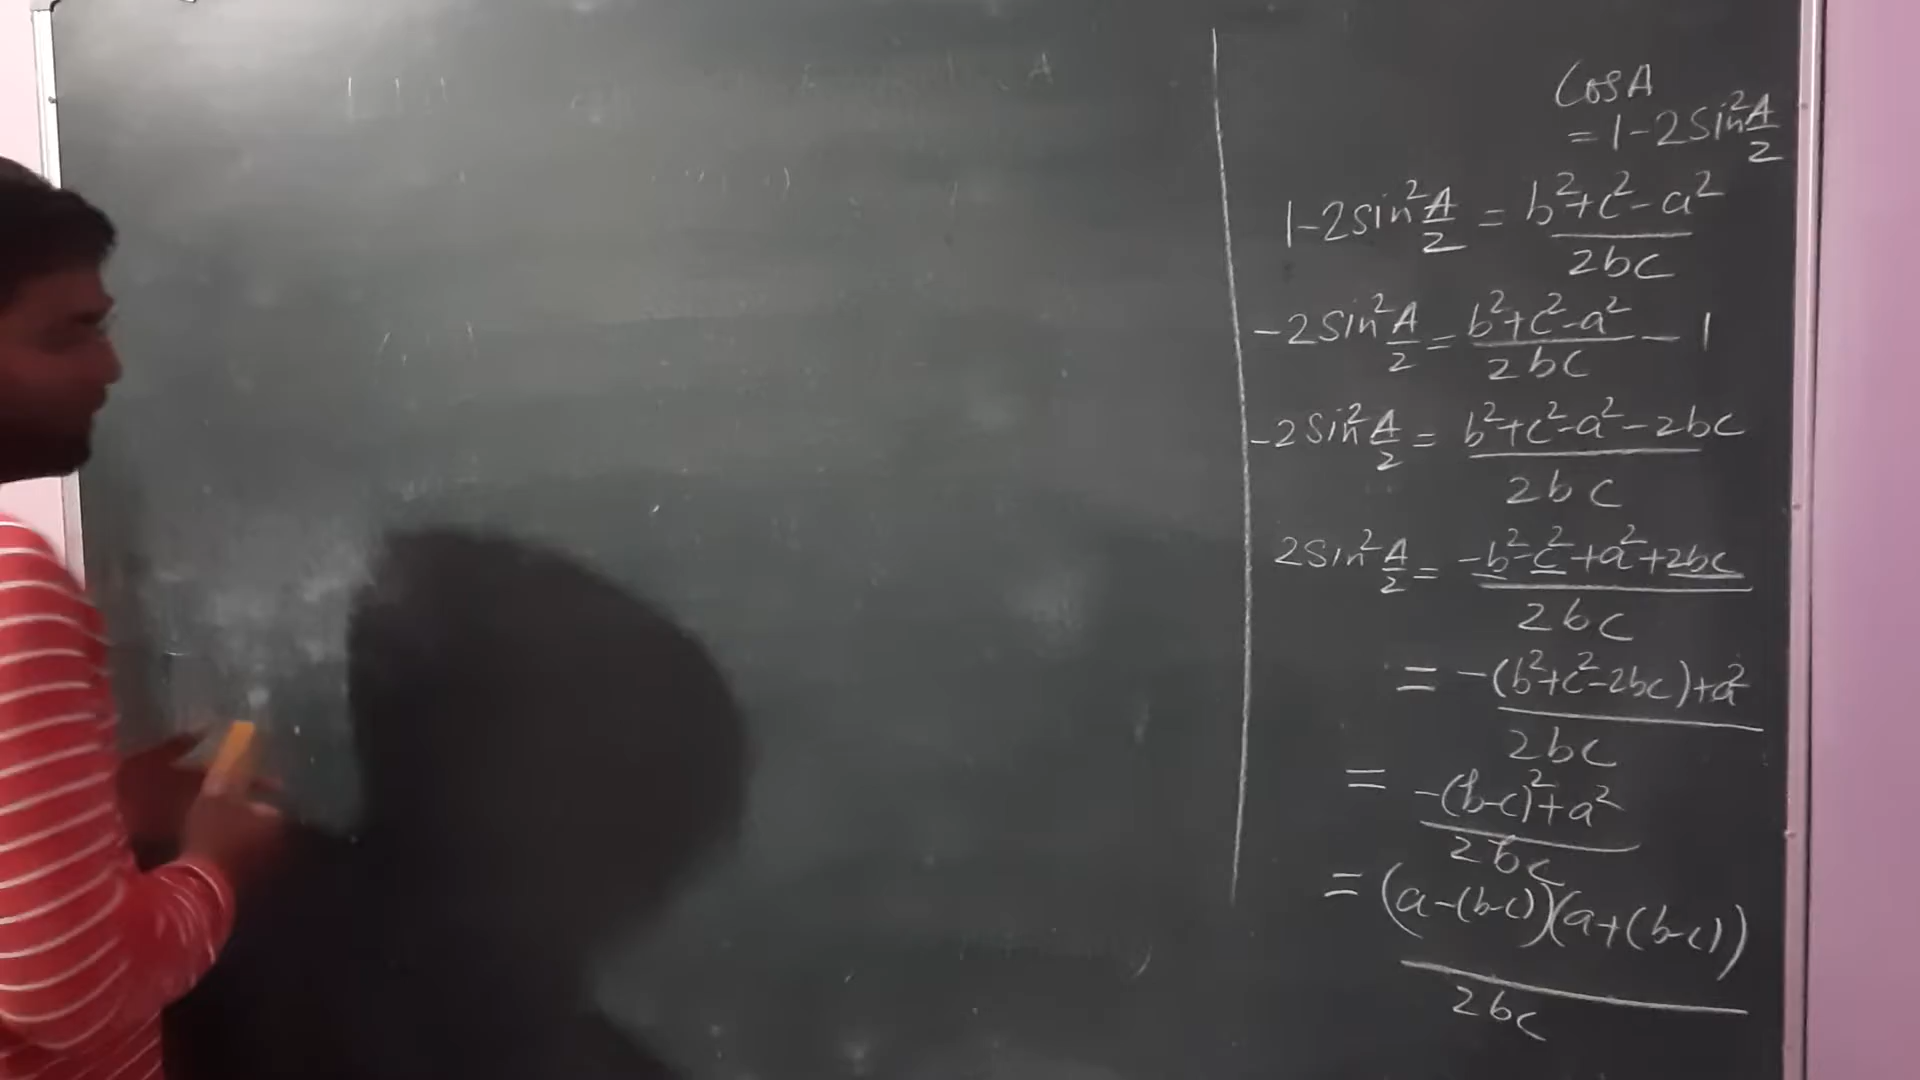 CosA
= 1-2Sin²A/2
1-2sin²A/2 = b²+c²-a²/2bc
-2Sin²A/2 = b²+c²-a²/2bc - 1
-2Sin²A/2 = b²+c²-a²-2bc/2bc
2Sin²A/2 = -b²-c²+a²+2bc/2bc
= -(b²+c²-2bc)+a²/2bc
= -(b-c)²+a²/2bc
= (a-(b-c))(a+(b-c))/2bc